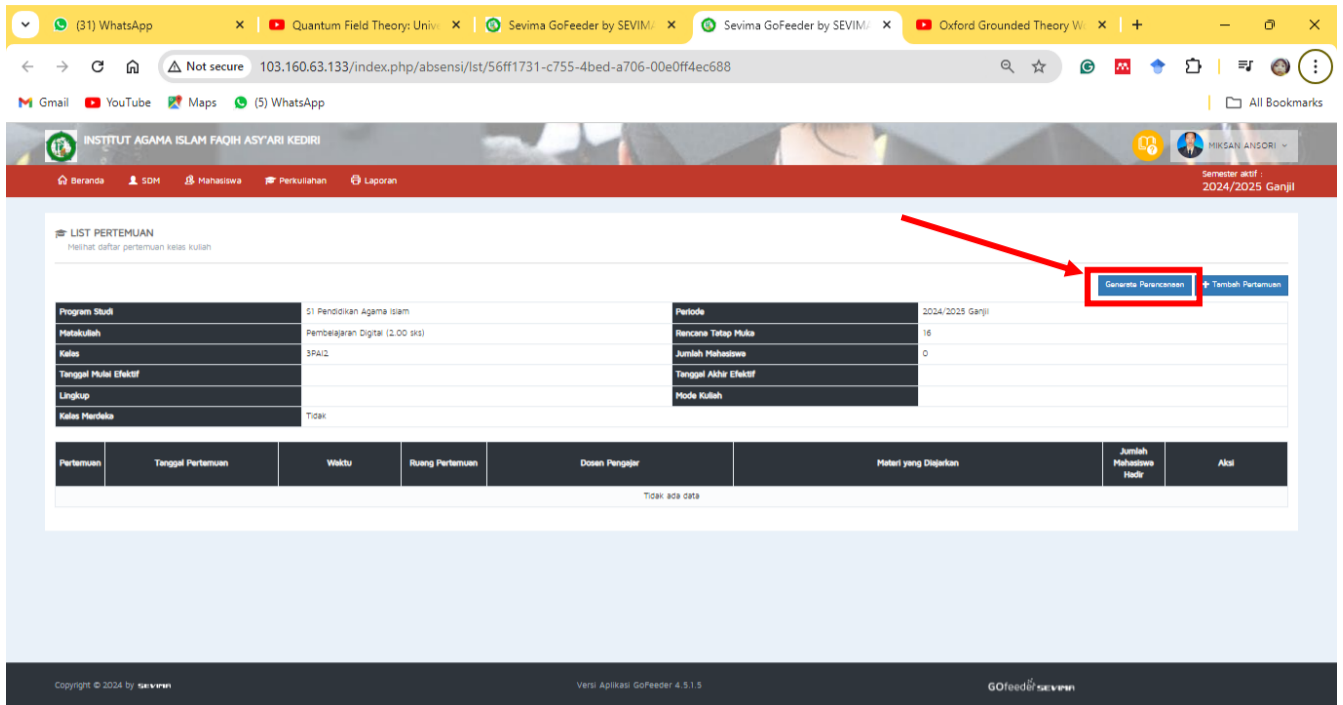 (31) WhatsApp
Quantum Field Theory: Unive
Sevima GoFeeder by SEVIMA
Sevima GoFeeder by SEVIMA
Oxford Grounded Theory W
Not secure 103.160.63.133/index.php/absensi/lst/56ff1731-c755-4bed-a706-00e0ff4ec688
Gmail YouTube Maps (5) WhatsApp All Bookmarks
INSTITUT AGAMA ISLAM FAQIH ASY'ARI KEDIRI
MIKSAN ANSORI
Beranda SDM Mahasiswa Perkuliahan Laporan
Semester aktif :
2024/2025 Ganjil
LIST PERTEMUAN
Melihat daftar pertemuan kelas kuliah
Generate Perencanaan + Tambah Pertemuan
Program Studi S1 Pendidikan Agama Islam Periode 2024/2025 Ganjil
Matakuliah Pembelajaran Digital (2.00 sks) Rencana Tatap Muka 16
Kelas 3PAI2 Jumlah Mahasiswa 0
Tanggal Mulai Efektif Tanggal Akhir Efektif
Lingkup Mode Kuliah
Kelas Merdeka Tidak
Pertemuan Tanggal Pertemuan Waktu Ruang Pertemuan Dosen Pengajar Materi yang Diajarkan Jumlah Mahasiswa Hadir Aksi
Tidak ada data
Copyright © 2024 by SEVIMA Versi Aplikasi GoFeeder 4.5.1.5 GOfeeder SEVIMA